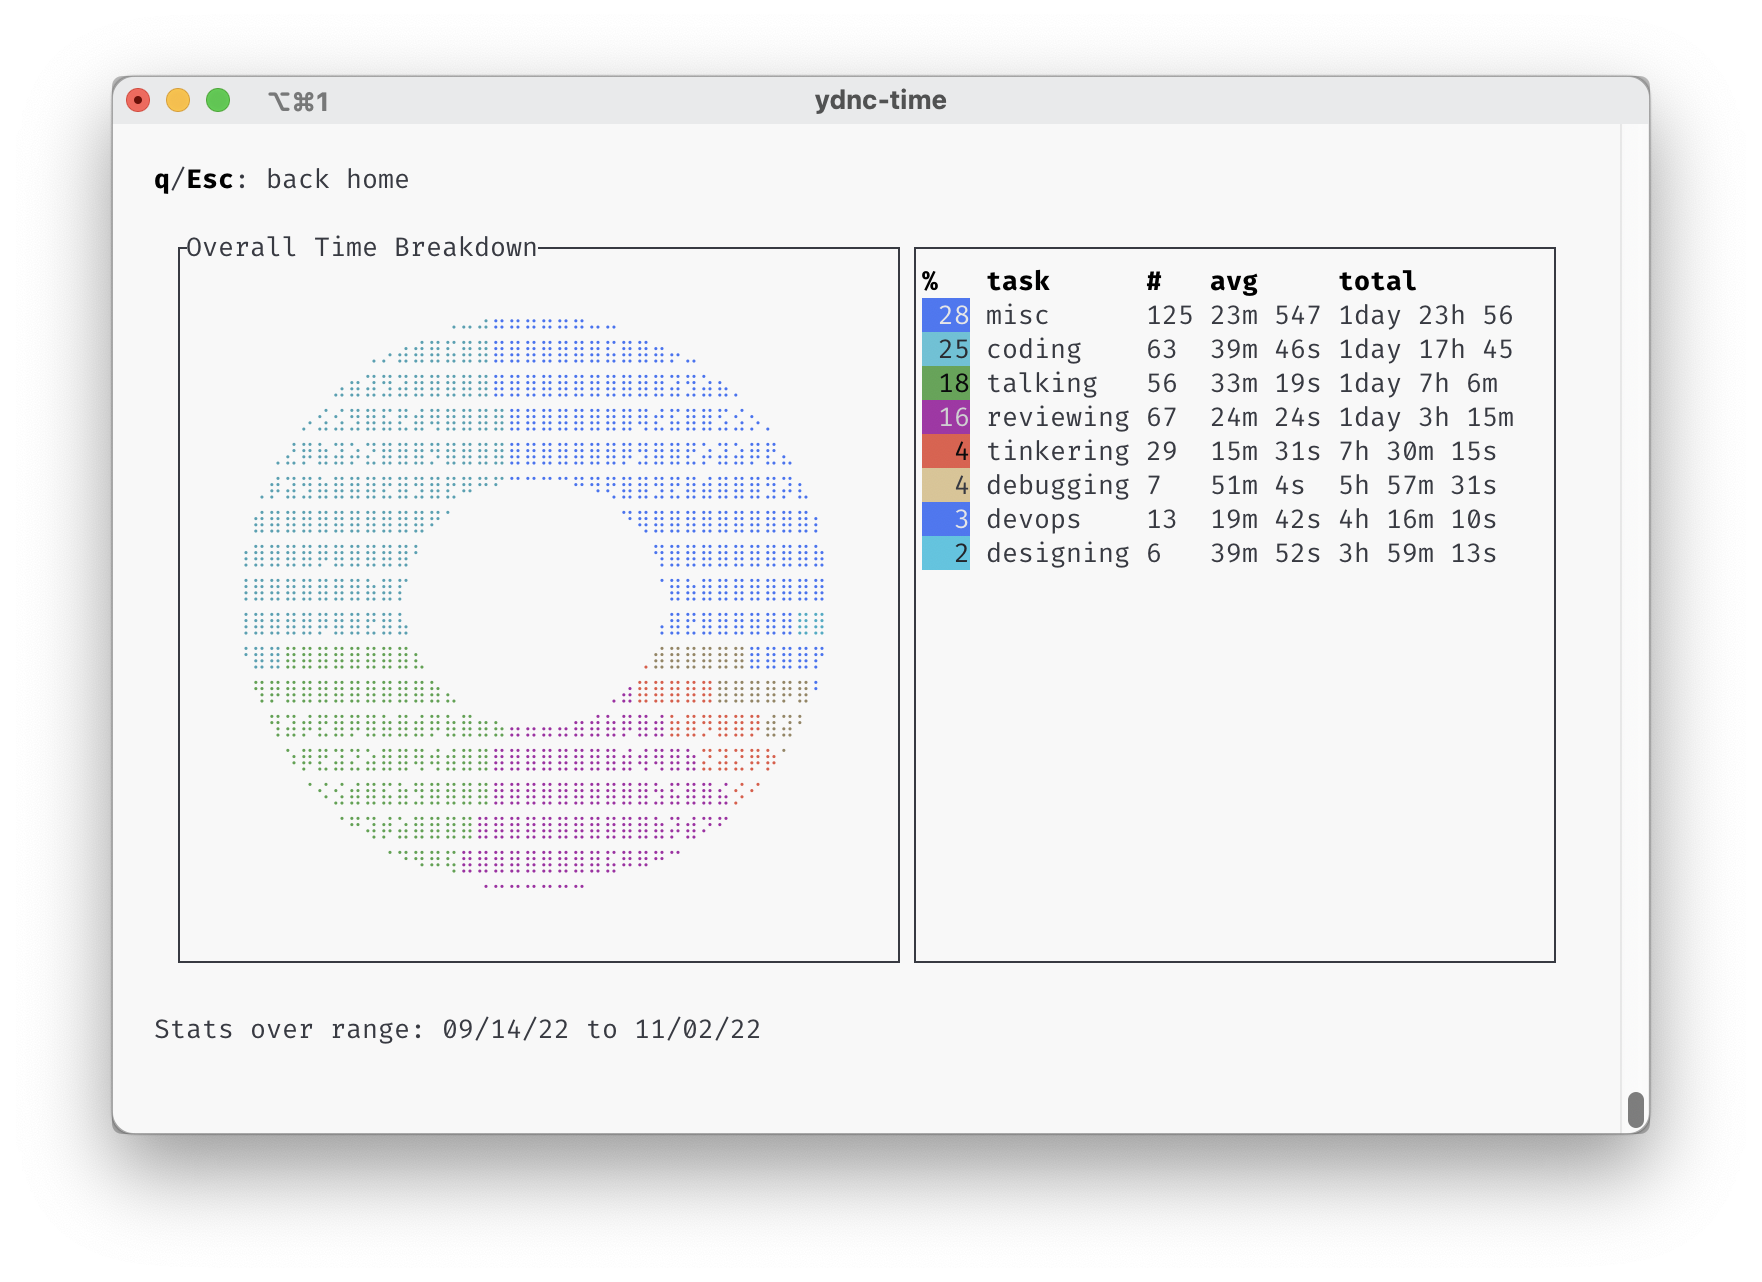 ⌥⌘1 ydnc-time
q/Esc: back home
Overall Time Breakdown
% task # avg total
28 misc 125 23m 547 1day 23h 56
25 coding 63 39m 46s 1day 17h 45
18 talking 56 33m 19s 1day 7h 6m
16 reviewing 67 24m 24s 1day 3h 15m
4 tinkering 29 15m 31s 7h 30m 15s
4 debugging 7 51m 4s 5h 57m 31s
3 devops 13 19m 42s 4h 16m 10s
2 designing 6 39m 52s 3h 59m 13s
Stats over range: 09/14/22 to 11/02/22